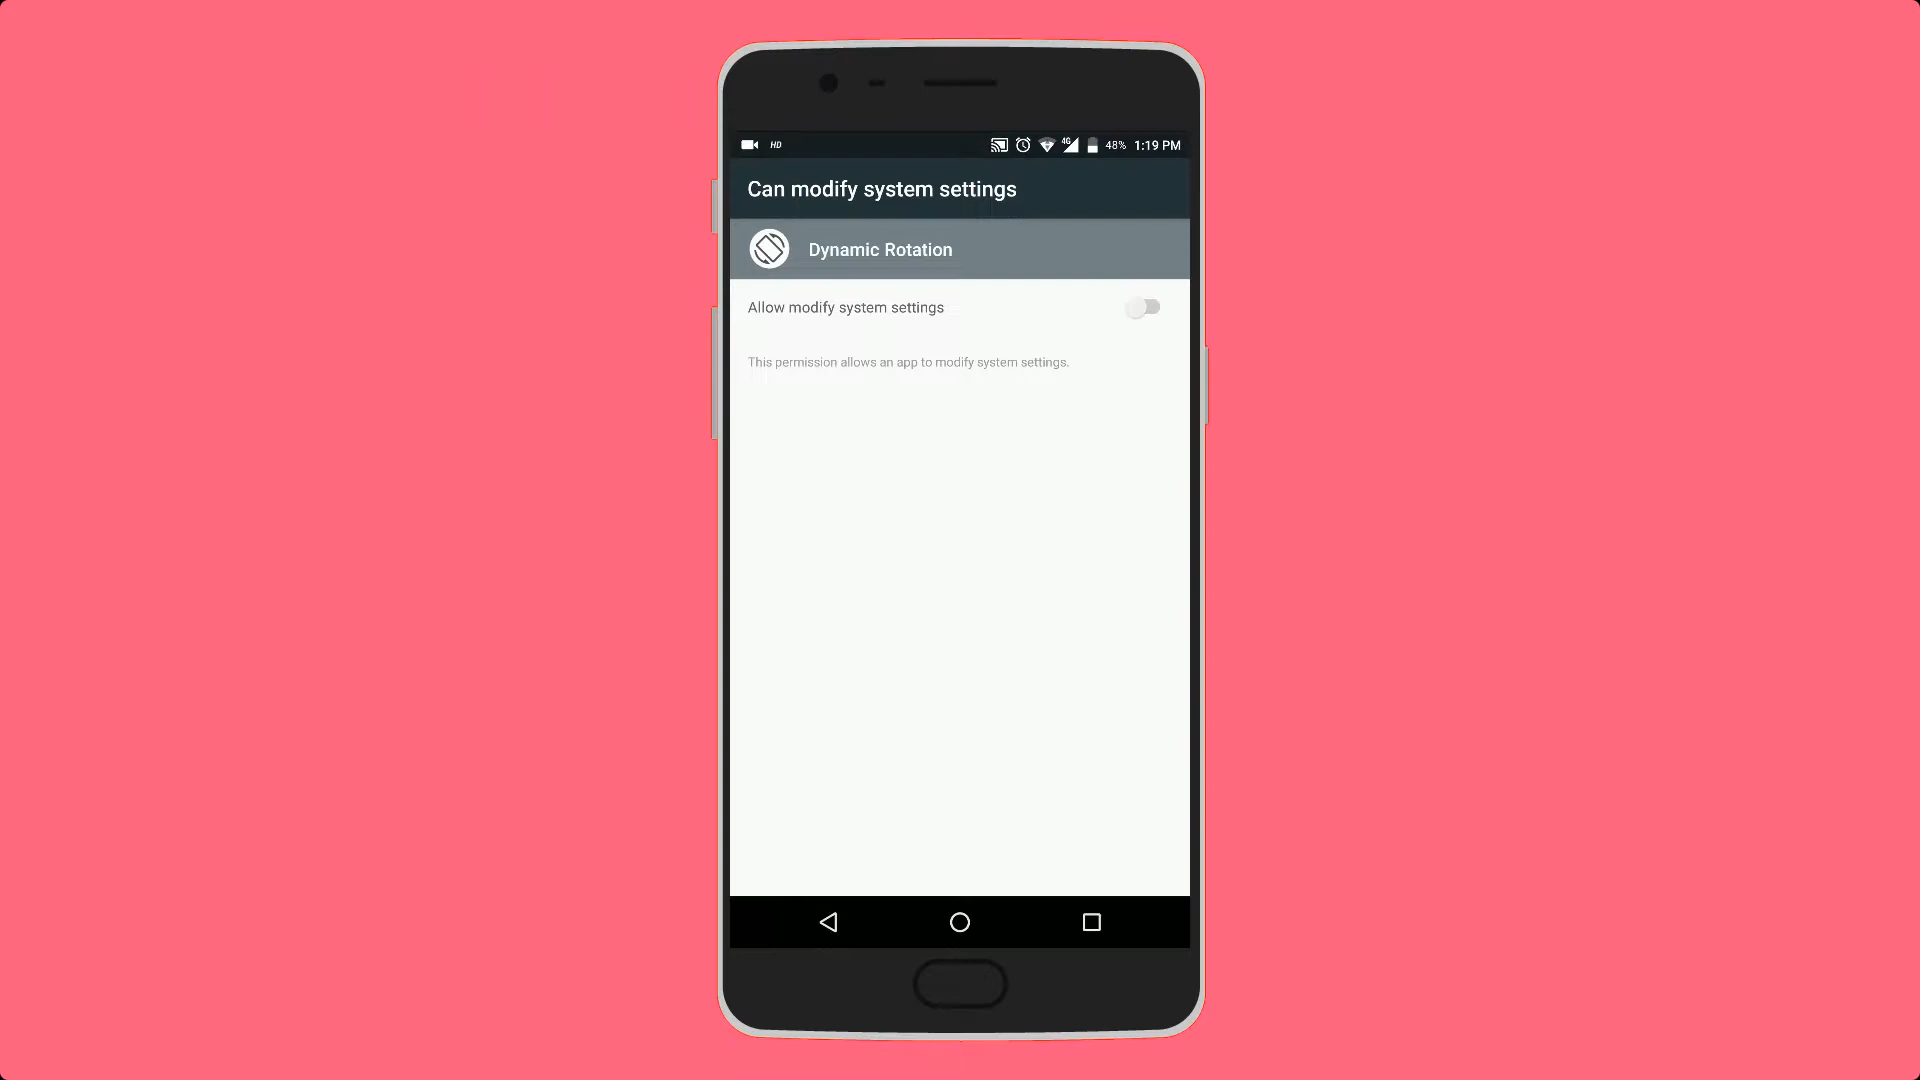 HD 4G 48% 1:19 PM
Can modify system settings
Dynamic Rotation
Allow modify system settings
This permission allows an app to modify system settings.